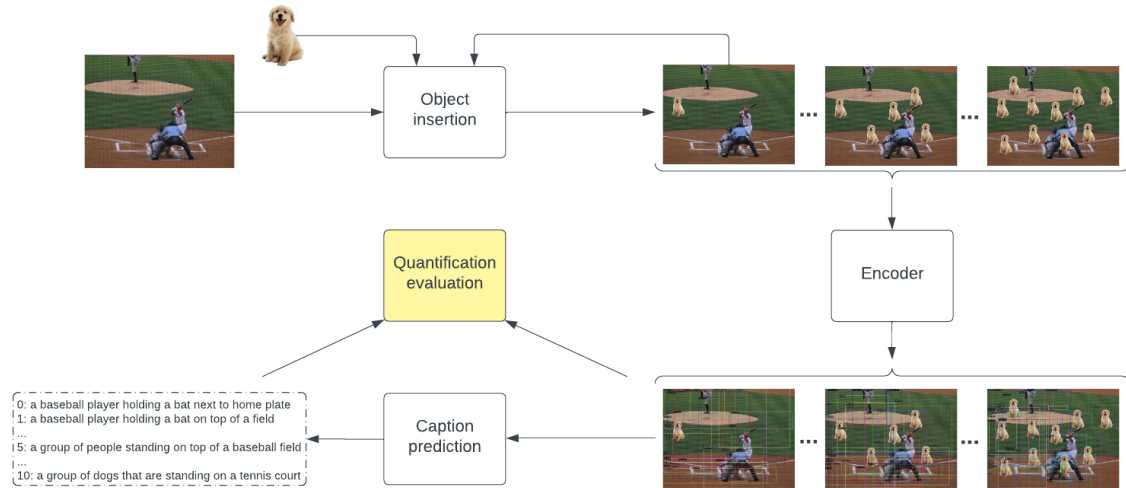 Object
insertion
...
...
Quantification
evaluation
Encoder
0: a baseball player holding a bat next to home plate
1: a baseball player holding a bat on top of a field
...
5: a group of people standing on top of a baseball field
...
10: a group of dogs that are standing on a tennis court
Caption
prediction
...
...